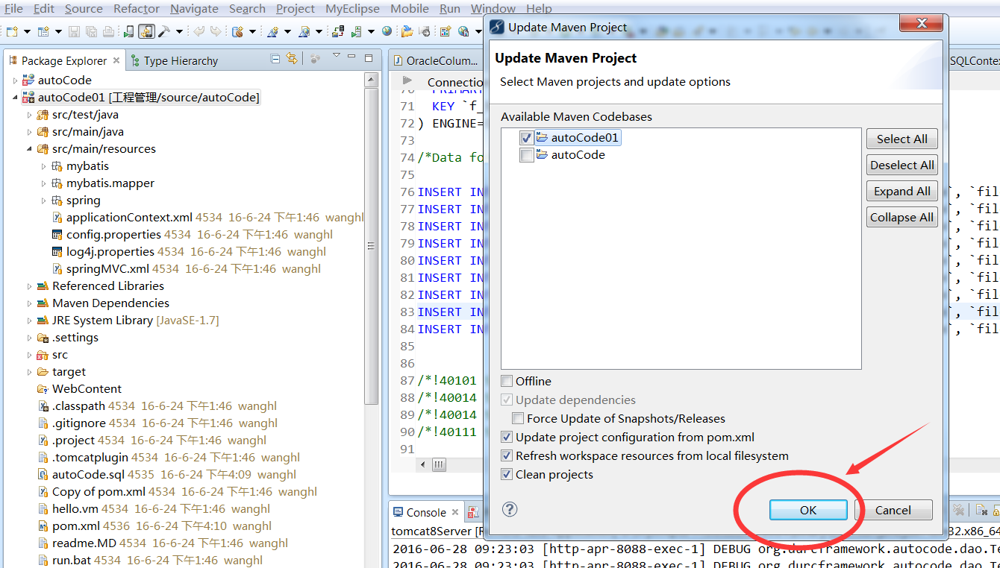 File Edit Source Refactor Navigate Search Project MyEclipse Mobile Run Window Help
Package Explorer
Type Hierarchy
autoCode
autoCode01 [工程管理/source/autoCode]
src/test/java
src/main/java
src/main/resources
mybatis
mybatis.mapper
spring
applicationContext.xml 4534 16-6-24 下午1:46 wanghl
config.properties 4534 16-6-24 下午1:46 wanghl
log4j.properties 4534 16-6-24 下午1:46 wanghl
springMVC.xml 4534 16-6-24 下午1:46 wanghl
Referenced Libraries
Maven Dependencies
JRE System Library [JavaSE-1.7]
.settings
src
target
WebContent
.classpath 4534 16-6-24 下午1:46 wanghl
.gitignore 4534 16-6-24 下午1:46 wanghl
.project 4534 16-6-24 下午1:46 wanghl
.tomcatplugin 4534 16-6-24 下午1:46 wanghl
autoCode.sql 4535 16-6-24 下午4:09 wanghl
Copy of pom.xml 4534 16-6-24 下午1:46 wanghl
hello.vm 4534 16-6-24 下午1:46 wanghl
pom.xml 4536 16-6-24 下午4:10 wanghl
readme.MD 4534 16-6-24 下午1:46 wanghl
run.bat 4534 16-6-24 下午1:46 wanghl
OracleColum...
SQLContex
Connectio
70 PRIMARY
71 KEY `f_
72 ) ENGINE=
73
74 /*Data fo
75
76 INSERT IN `, `fil
77 INSERT IN `, `fil
78 INSERT IN `, `fil
79 INSERT IN `, `fil
80 INSERT IN `, `fil
81 INSERT IN `, `fil
82 INSERT IN `, `fil
83 INSERT IN `, `fil
84 INSERT IN `, `fil
85
86
87 /*!40101
88 /*!40014
89 /*!40014
90 /*!40111
91
Update Maven Project
Update Maven Project
Select Maven projects and update options
Available Maven Codebases
autoCode01
autoCode
Select All
Deselect All
Expand All
Collapse All
Offline
Update dependencies
Force Update of Snapshots/Releases
Update project configuration from pom.xml
Refresh workspace resources from local filesystem
Clean projects
OK
Cancel
Console
tomcat8Server [R 32.x86_64
2016-06-28 09:23:03 [http-apr-8088-exec-1] DEBUG org.durcframework.autocode.dao.Te
2016-06-28 09:23:03 [http-apr-8088-exec-1] DEBUG org.durcframework.autocode.dao.Te